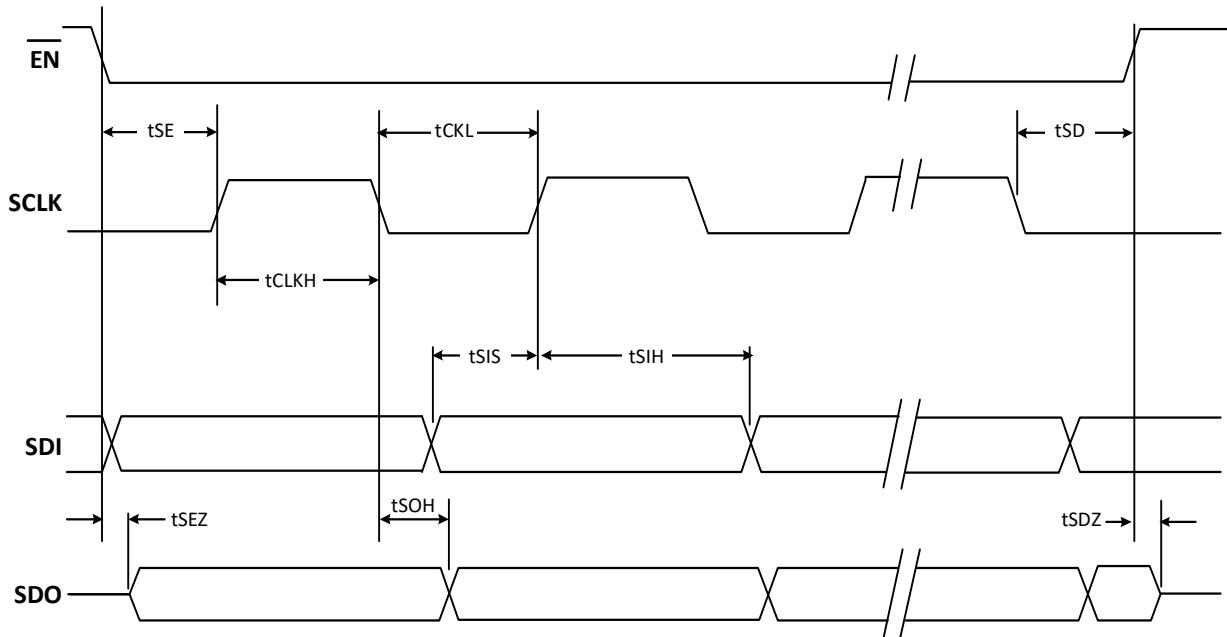 EN
tSE
tCKL
tSD
SCLK
tCLKH
tSIS
tSIH
SDI
tSEZ
tSOH
tSDZ
SDO